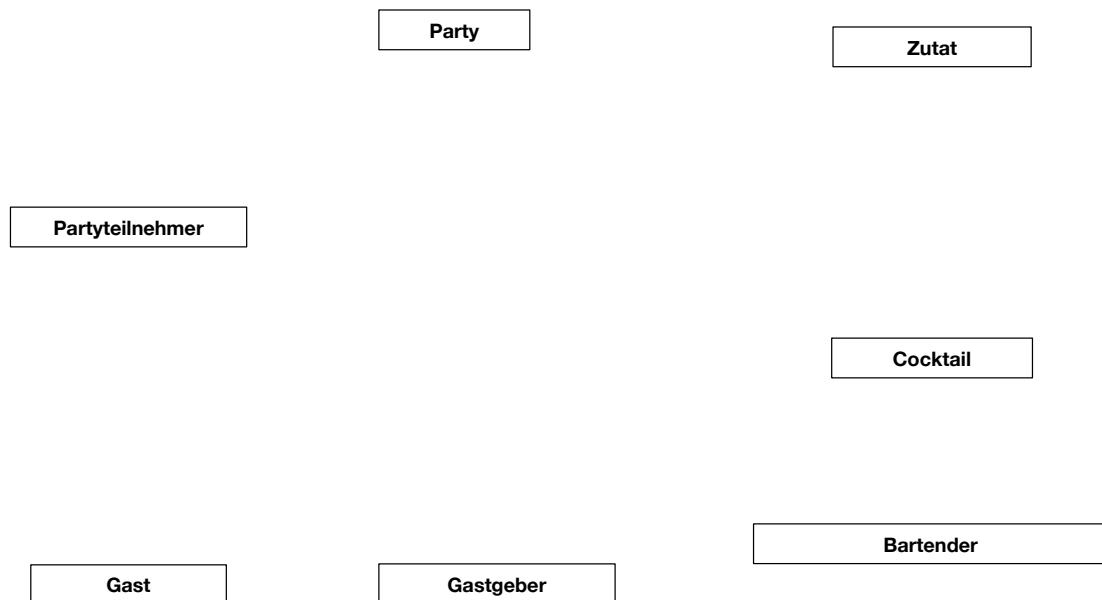 Party
Zutat
Partyteilnehmer
Cocktail
Bartender
Gast
Gastgeber